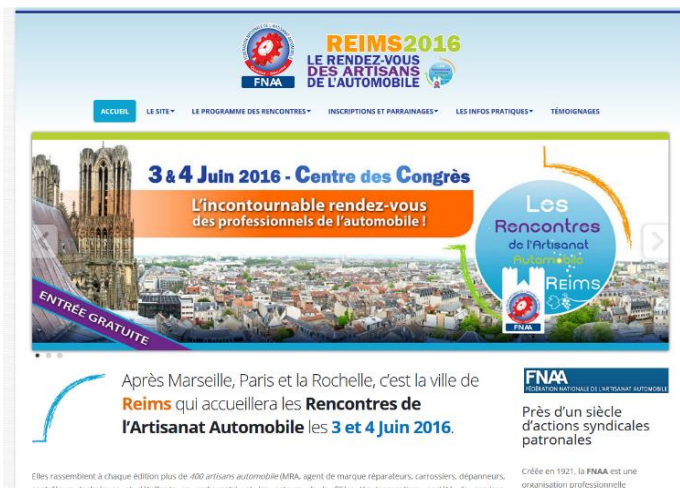 REIMS2016
LE RENDEZ-VOUS
DES ARTISANS
DE L'AUTOMOBILE
FNAA
ACCUEIL LE SITE LE PROGRAMME DES RENCONTRES INSCRIPTIONS ET PARRAINAGES LES INFOS PRATIQUES TÉMOIGNAGES
3 & 4 Juin 2016 - Centre des Congrès
L'incontournable rendez-vous
des professionnels de l'automobile !
Les
Rencontres
de l'Artisanat
Automobile
Reims
FNAA
ENTRÉE GRATUITE
Après Marseille, Paris et la Rochelle, c'est la ville de
Reims qui accueillera les Rencontres de
l'Artisanat Automobile les 3 et 4 Juin 2016.
FNAA
FÉDÉRATION NATIONALE DE L'ARTISANAT AUTOMOBILE
Près d'un siècle
d'actions syndicales
patronales
Elles rassemblent à chaque édition plus de 400 artisans automobile (MRA, agent de marque réparateurs, carrossiers, dépanneurs,
Créée en 1921, la FNAA est une
organisation professionnelle